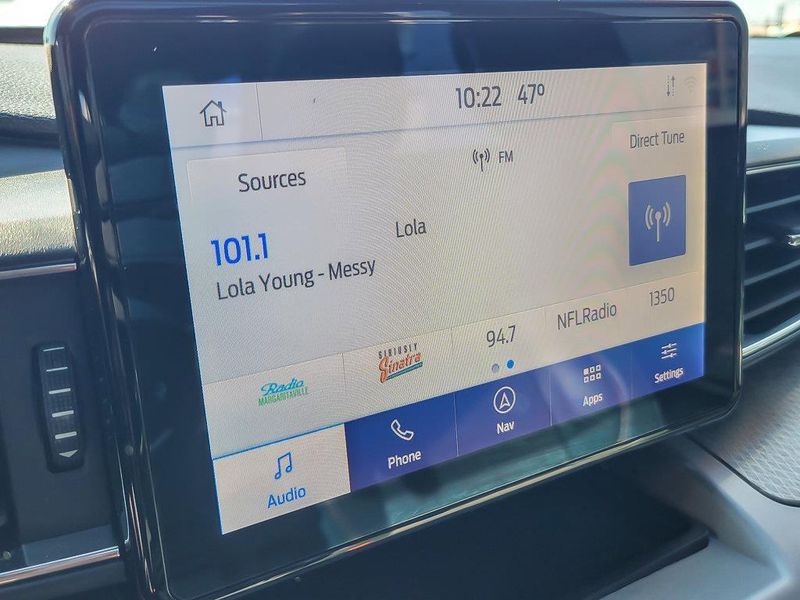 10:22 47°
FM
Direct Tune
Sources
101.1
Lola
Lola Young - Messy
Radio
MARGARITAVILLE
SIRIUSLY
Sinatra
94.7
NFLRadio
1350
Audio
Phone
Nav
Apps
Settings